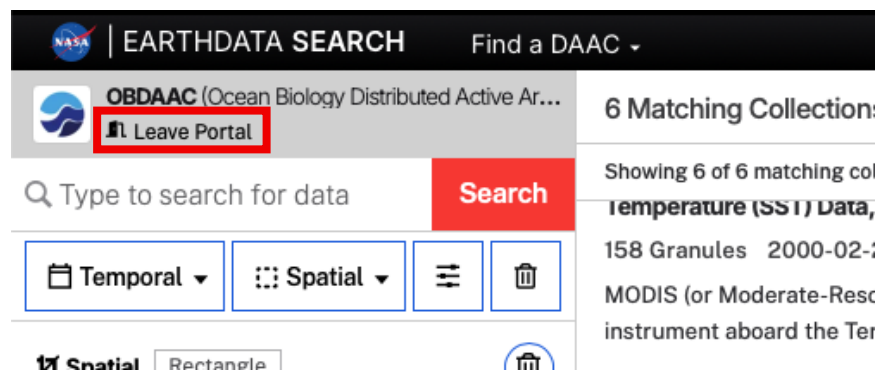 NASA | EARTHDATA SEARCH Find a DAAC
OBDAAC (Ocean Biology Distributed Active Ar...
Leave Portal
Type to search for data Search
Temporal Spatial
Spatial Rectangle
6 Matching Collections
Showing 6 of 6 matching col
Temperature (SST) Data,
158 Granules 2000-02-2
MODIS (or Moderate-Reso
instrument aboard the Ter